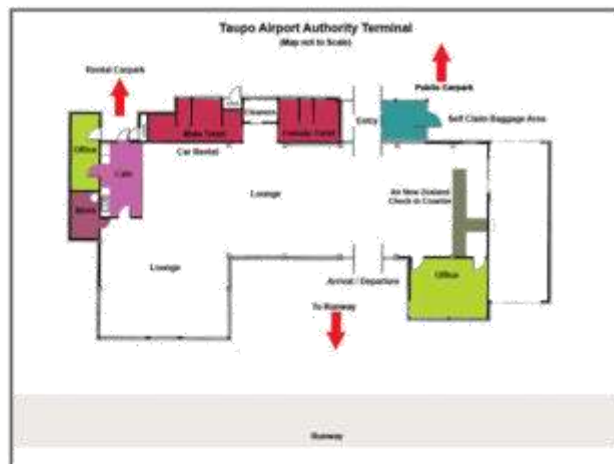 Taupo Airport Authority Terminal
(Map not to Scale)
Rental Carpark
Public Carpark
Cleaners
Male Toilet
Female Toilet
Entry
Self Claim Baggage Area
Office
Cafe
Car Rental
Air New Zealand
Check in Counter
Lounge
Lounge
Office
Arrival / Departure
To Runway
Runway